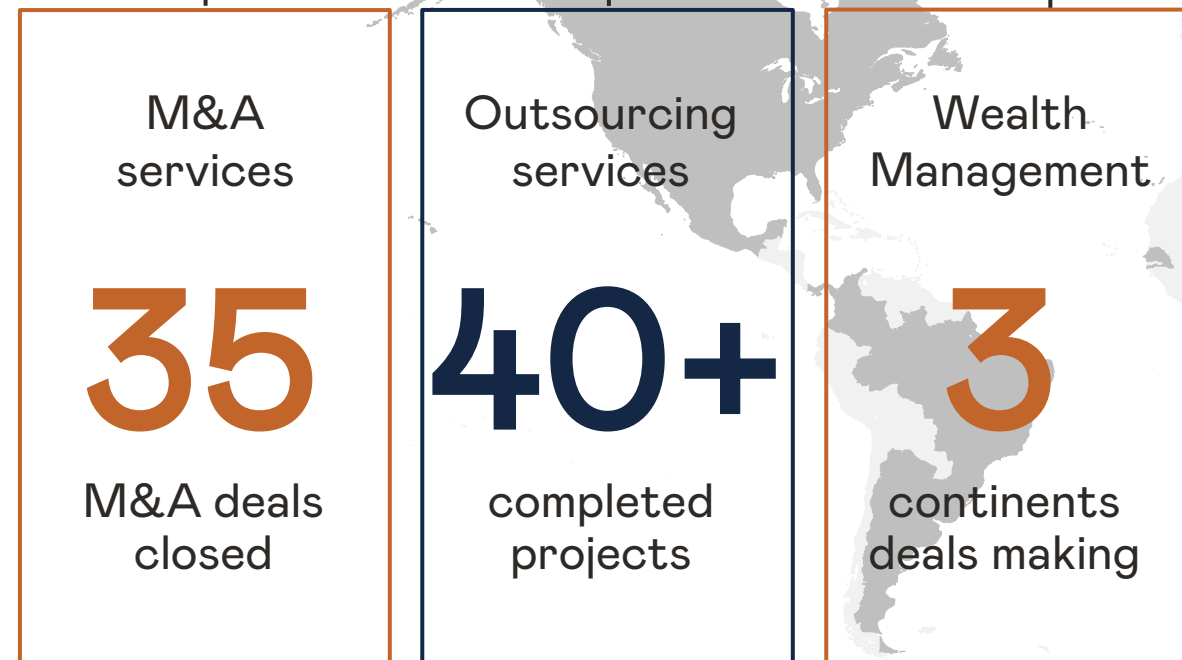 M&A
services
35
M&A deals
closed
Outsourcing
services
40+
completed
projects
Wealth
Management
3
continents
deals making